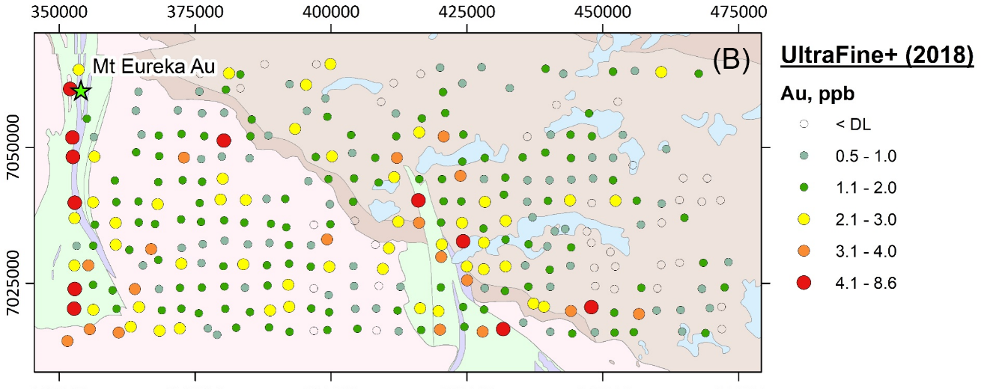 350000 375000 400000 425000 450000 475000
Mt Eureka Au
(B)
7050000
7025000
UltraFine+ (2018)
Au, ppb
< DL
0.5 - 1.0
1.1 - 2.0
2.1 - 3.0
3.1 - 4.0
4.1 - 8.6